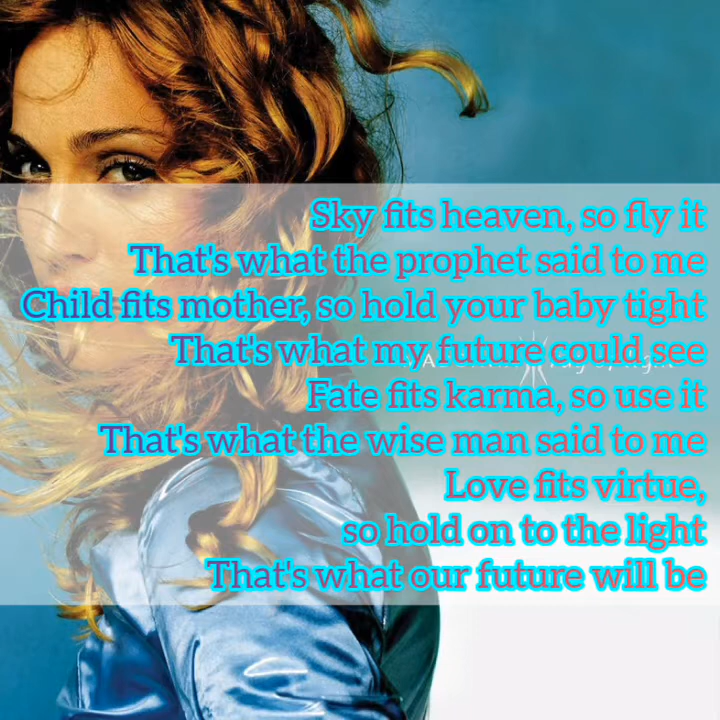 Sky fits heaven, so fly it
That's what the prophet said to me
Child fits mother, so hold your baby tight
That's what my future could see
Fate fits karma, so use it
That's what the wise man said to me
Love fits virtue,
so hold on to the light
That's what our future will be